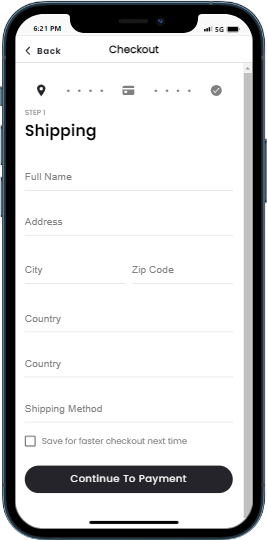 6:21 PM
5G
Back
Checkout
STEP 1
Shipping
Full Name
Address
City
Zip Code
Country
Country
Shipping Method
Save for faster checkout next time
Continue To Payment